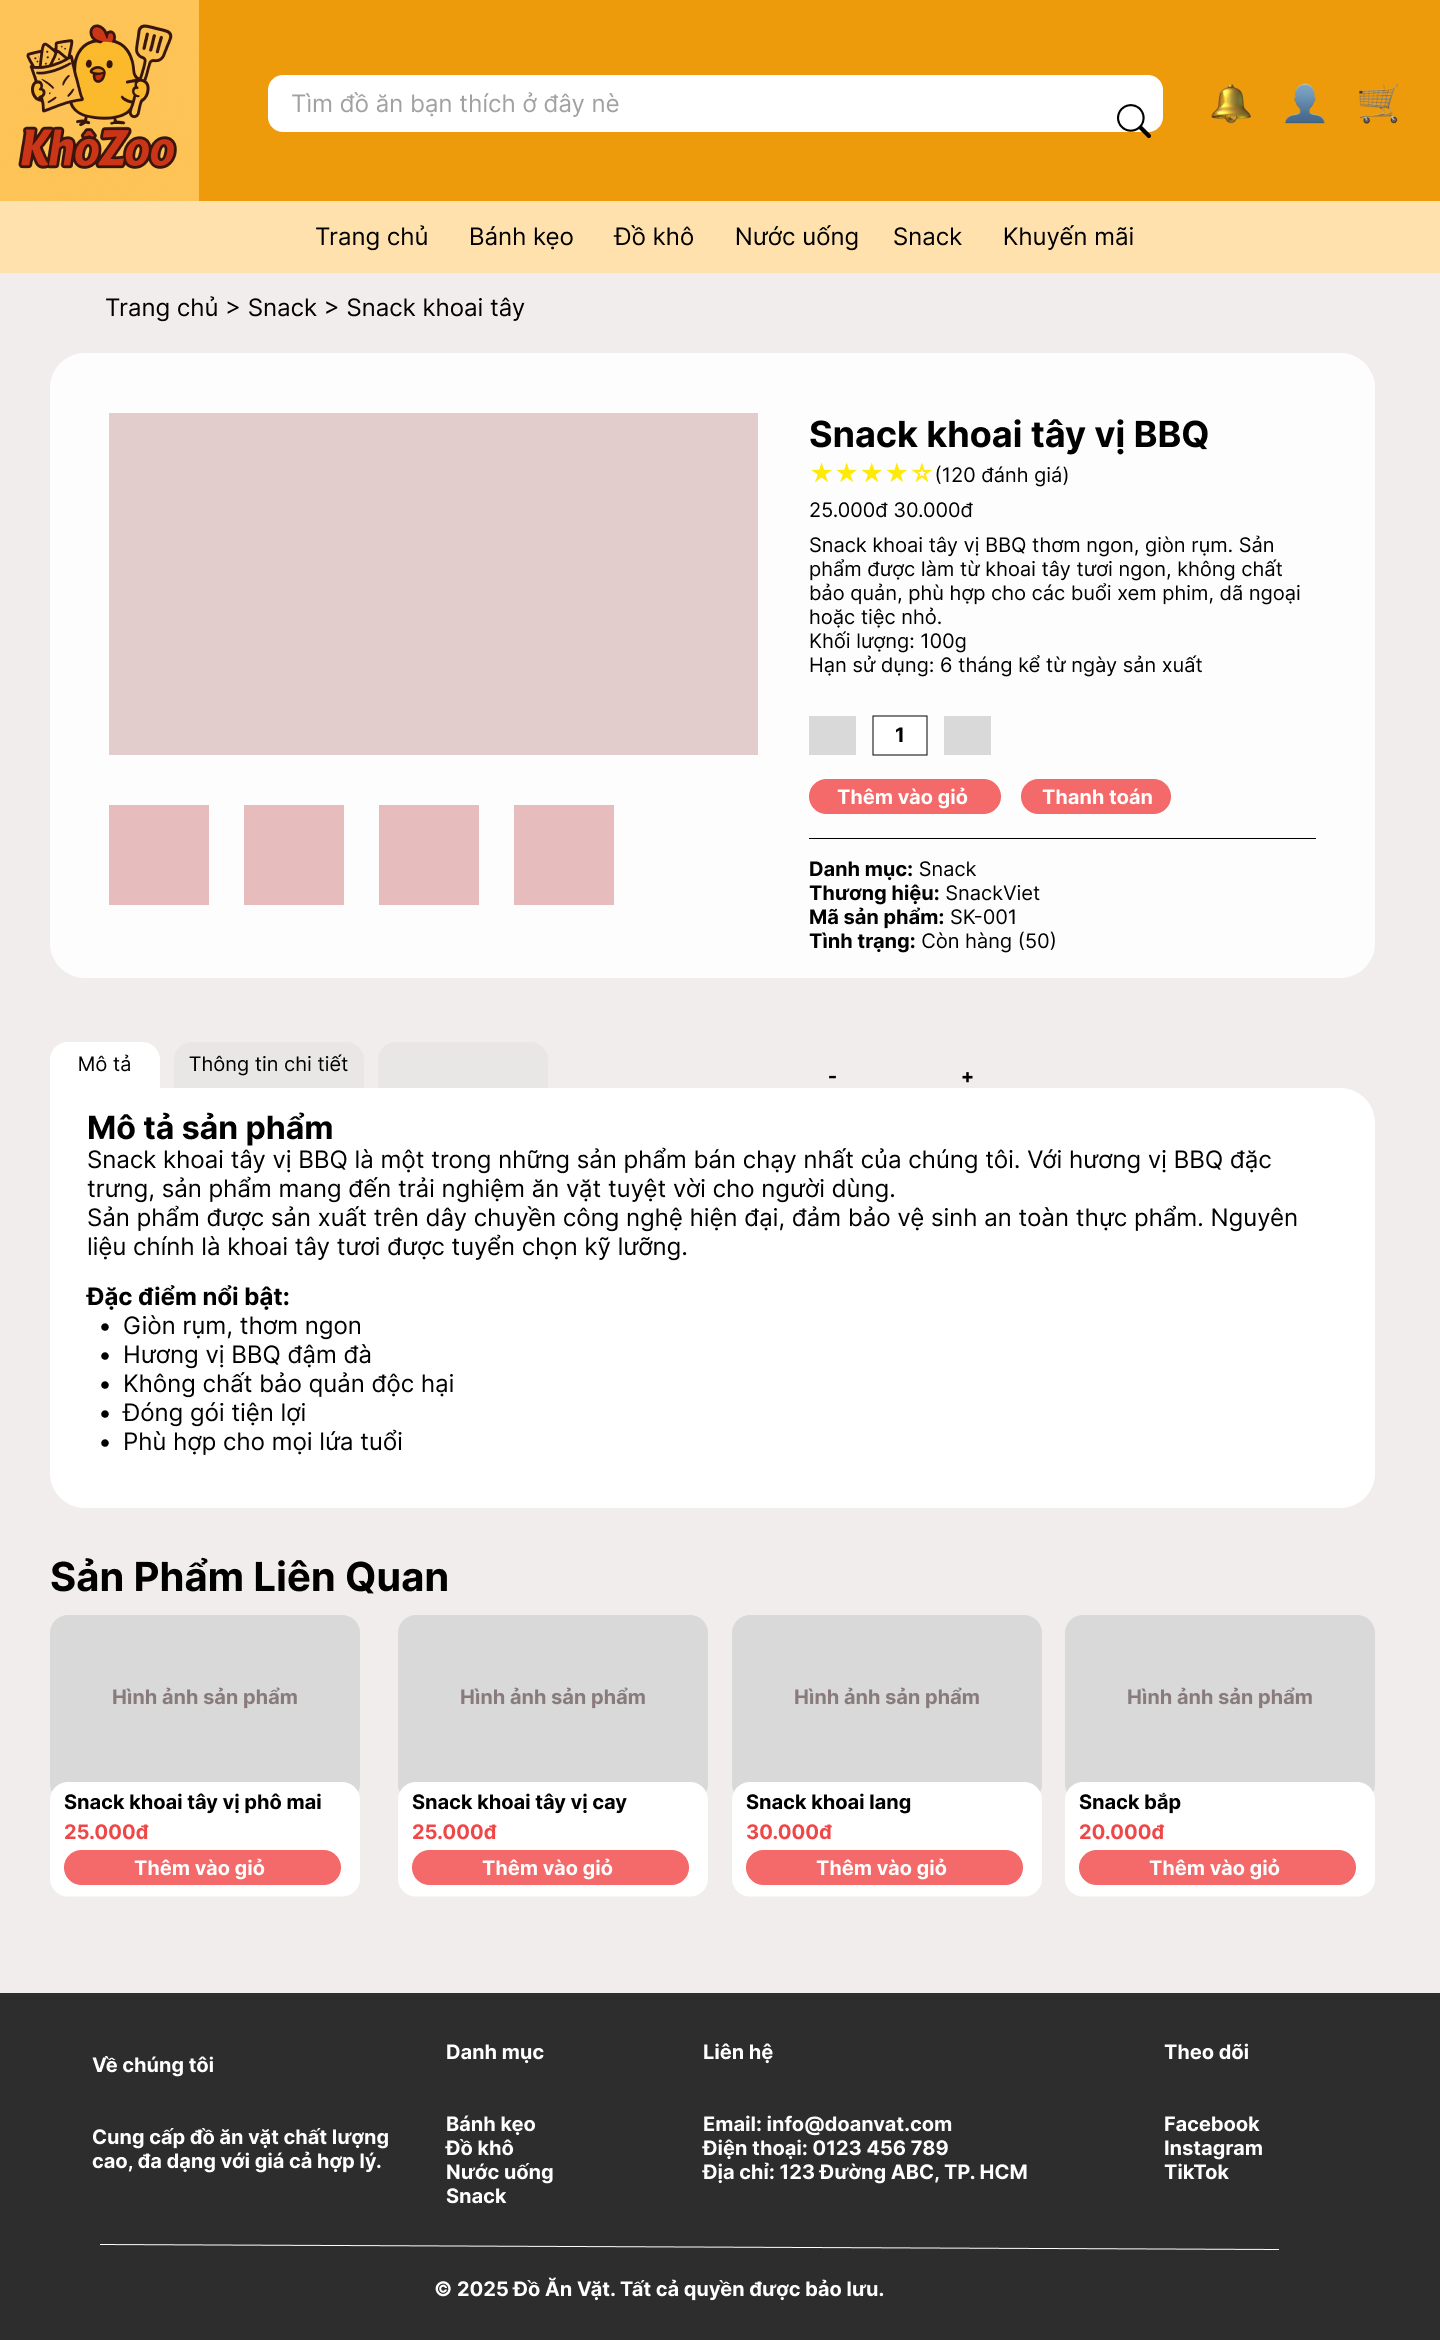 KhôZoo
Tìm đồ ăn bạn thích ở đây nè
Trang chủ Bánh kẹo Đồ khô Nước uống Snack Khuyến mãi
Trang chủ > Snack > Snack khoai tây
Snack khoai tây vị BBQ
★★★★☆(120 đánh giá)
25.000đ 30.000đ
Snack khoai tây vị BBQ thơm ngon, giòn rụm. Sản
phẩm được làm từ khoai tây tươi ngon, không chất
bảo quản, phù hợp cho các buổi xem phim, dã ngoại
hoặc tiệc nhỏ.
Khối lượng: 100g
Hạn sử dụng: 6 tháng kể từ ngày sản xuất
1
Thêm vào giỏ Thanh toán
Danh mục: Snack
Thương hiệu: SnackViet
Mã sản phẩm: SK-001
Tình trạng: Còn hàng (50)
Mô tả Thông tin chi tiết
- +
Mô tả sản phẩm
Snack khoai tây vị BBQ là một trong những sản phẩm bán chạy nhất của chúng tôi. Với hương vị BBQ đặc
trưng, sản phẩm mang đến trải nghiệm ăn vặt tuyệt vời cho người dùng.
Sản phẩm được sản xuất trên dây chuyền công nghệ hiện đại, đảm bảo vệ sinh an toàn thực phẩm. Nguyên
liệu chính là khoai tây tươi được tuyển chọn kỹ lưỡng.
Đặc điểm nổi bật:
• Giòn rụm, thơm ngon
• Hương vị BBQ đậm đà
• Không chất bảo quản độc hại
• Đóng gói tiện lợi
• Phù hợp cho mọi lứa tuổi
Sản Phẩm Liên Quan
Hình ảnh sản phẩm
Snack khoai tây vị phô mai
25.000đ
Thêm vào giỏ
Hình ảnh sản phẩm
Snack khoai tây vị cay
25.000đ
Thêm vào giỏ
Hình ảnh sản phẩm
Snack khoai lang
30.000đ
Thêm vào giỏ
Hình ảnh sản phẩm
Snack bắp
20.000đ
Thêm vào giỏ
Về chúng tôi
Cung cấp đồ ăn vặt chất lượng
cao, đa dạng với giá cả hợp lý.
Danh mục
Bánh kẹo
Đồ khô
Nước uống
Snack
Liên hệ
Email: info@doanvat.com
Điện thoại: 0123 456 789
Địa chỉ: 123 Đường ABC, TP. HCM
Theo dõi
Facebook
Instagram
TikTok
© 2025 Đồ Ăn Vặt. Tất cả quyền được bảo lưu.